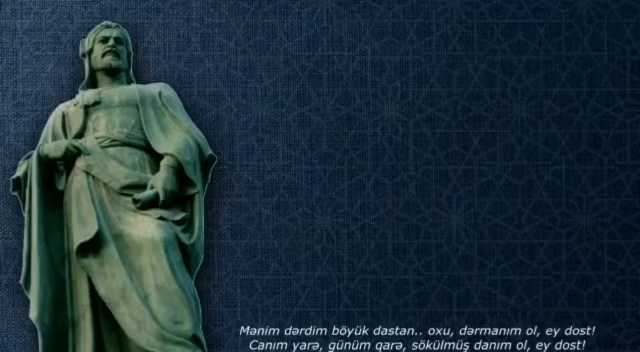 Mənim dərdim böyük dastan.. oxu, dərmanım ol, ey dost!
Canım yarə, günüm qarə, sökülmüş danım ol, ey dost!